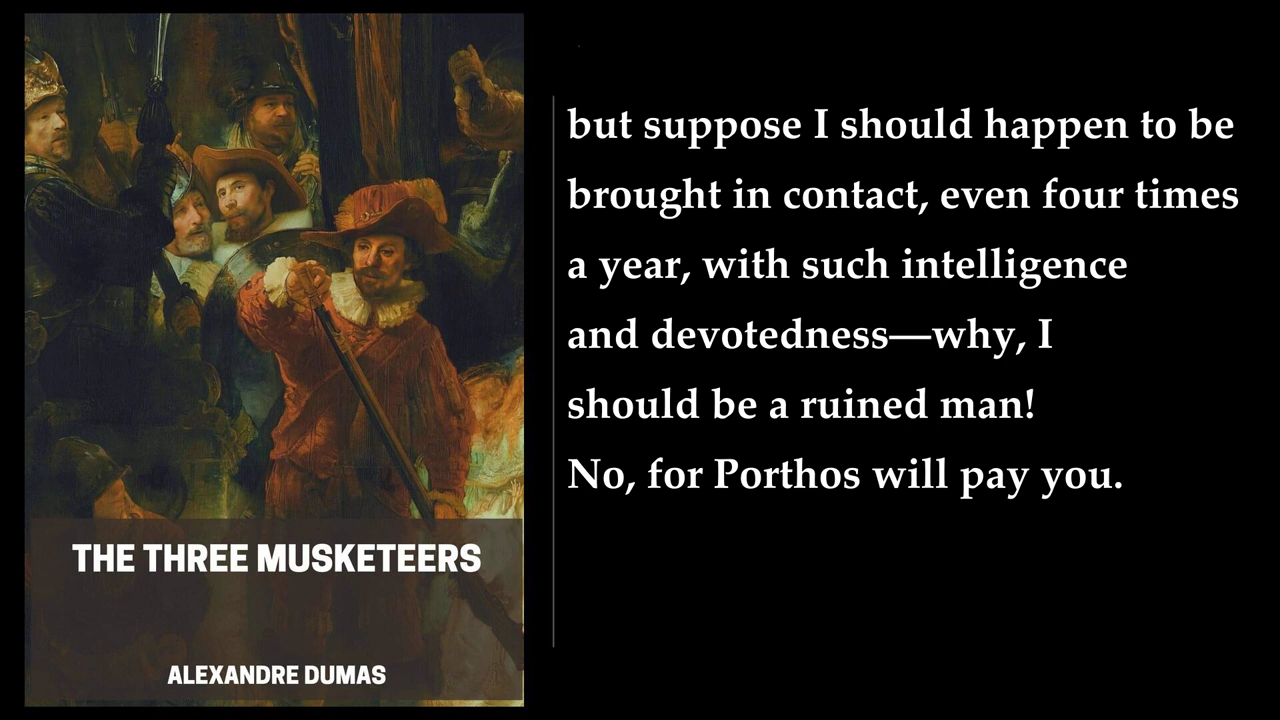 THE THREE MUSKETEERS
ALEXANDRE DUMAS
but suppose I should happen to be
brought in contact, even four times
a year, with such intelligence
and devotedness—why, I
should be a ruined man!
No, for Porthos will pay you.